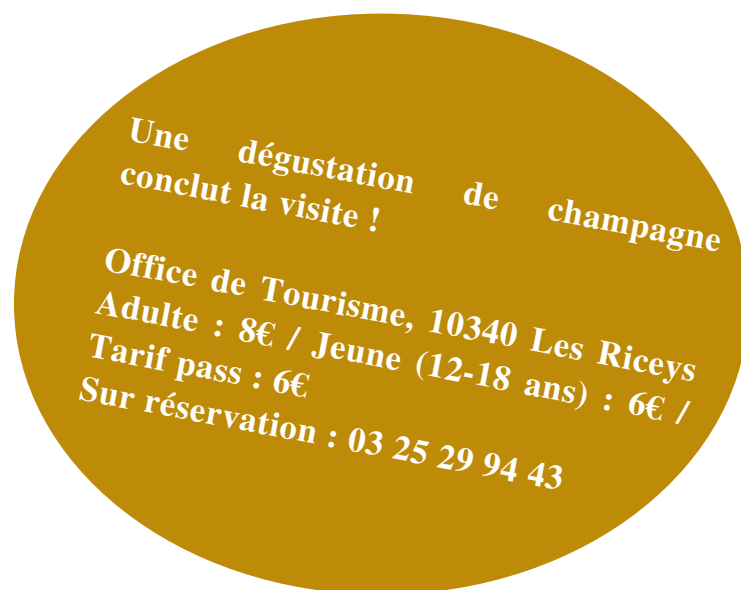 Une dégustation de champagne
conclut la visite !
Office de Tourisme, 10340 Les Riceys
Adulte : 8€ / Jeune (12-18 ans) : 6€ /
Tarif pass : 6€
Sur réservation : 03 25 29 94 43